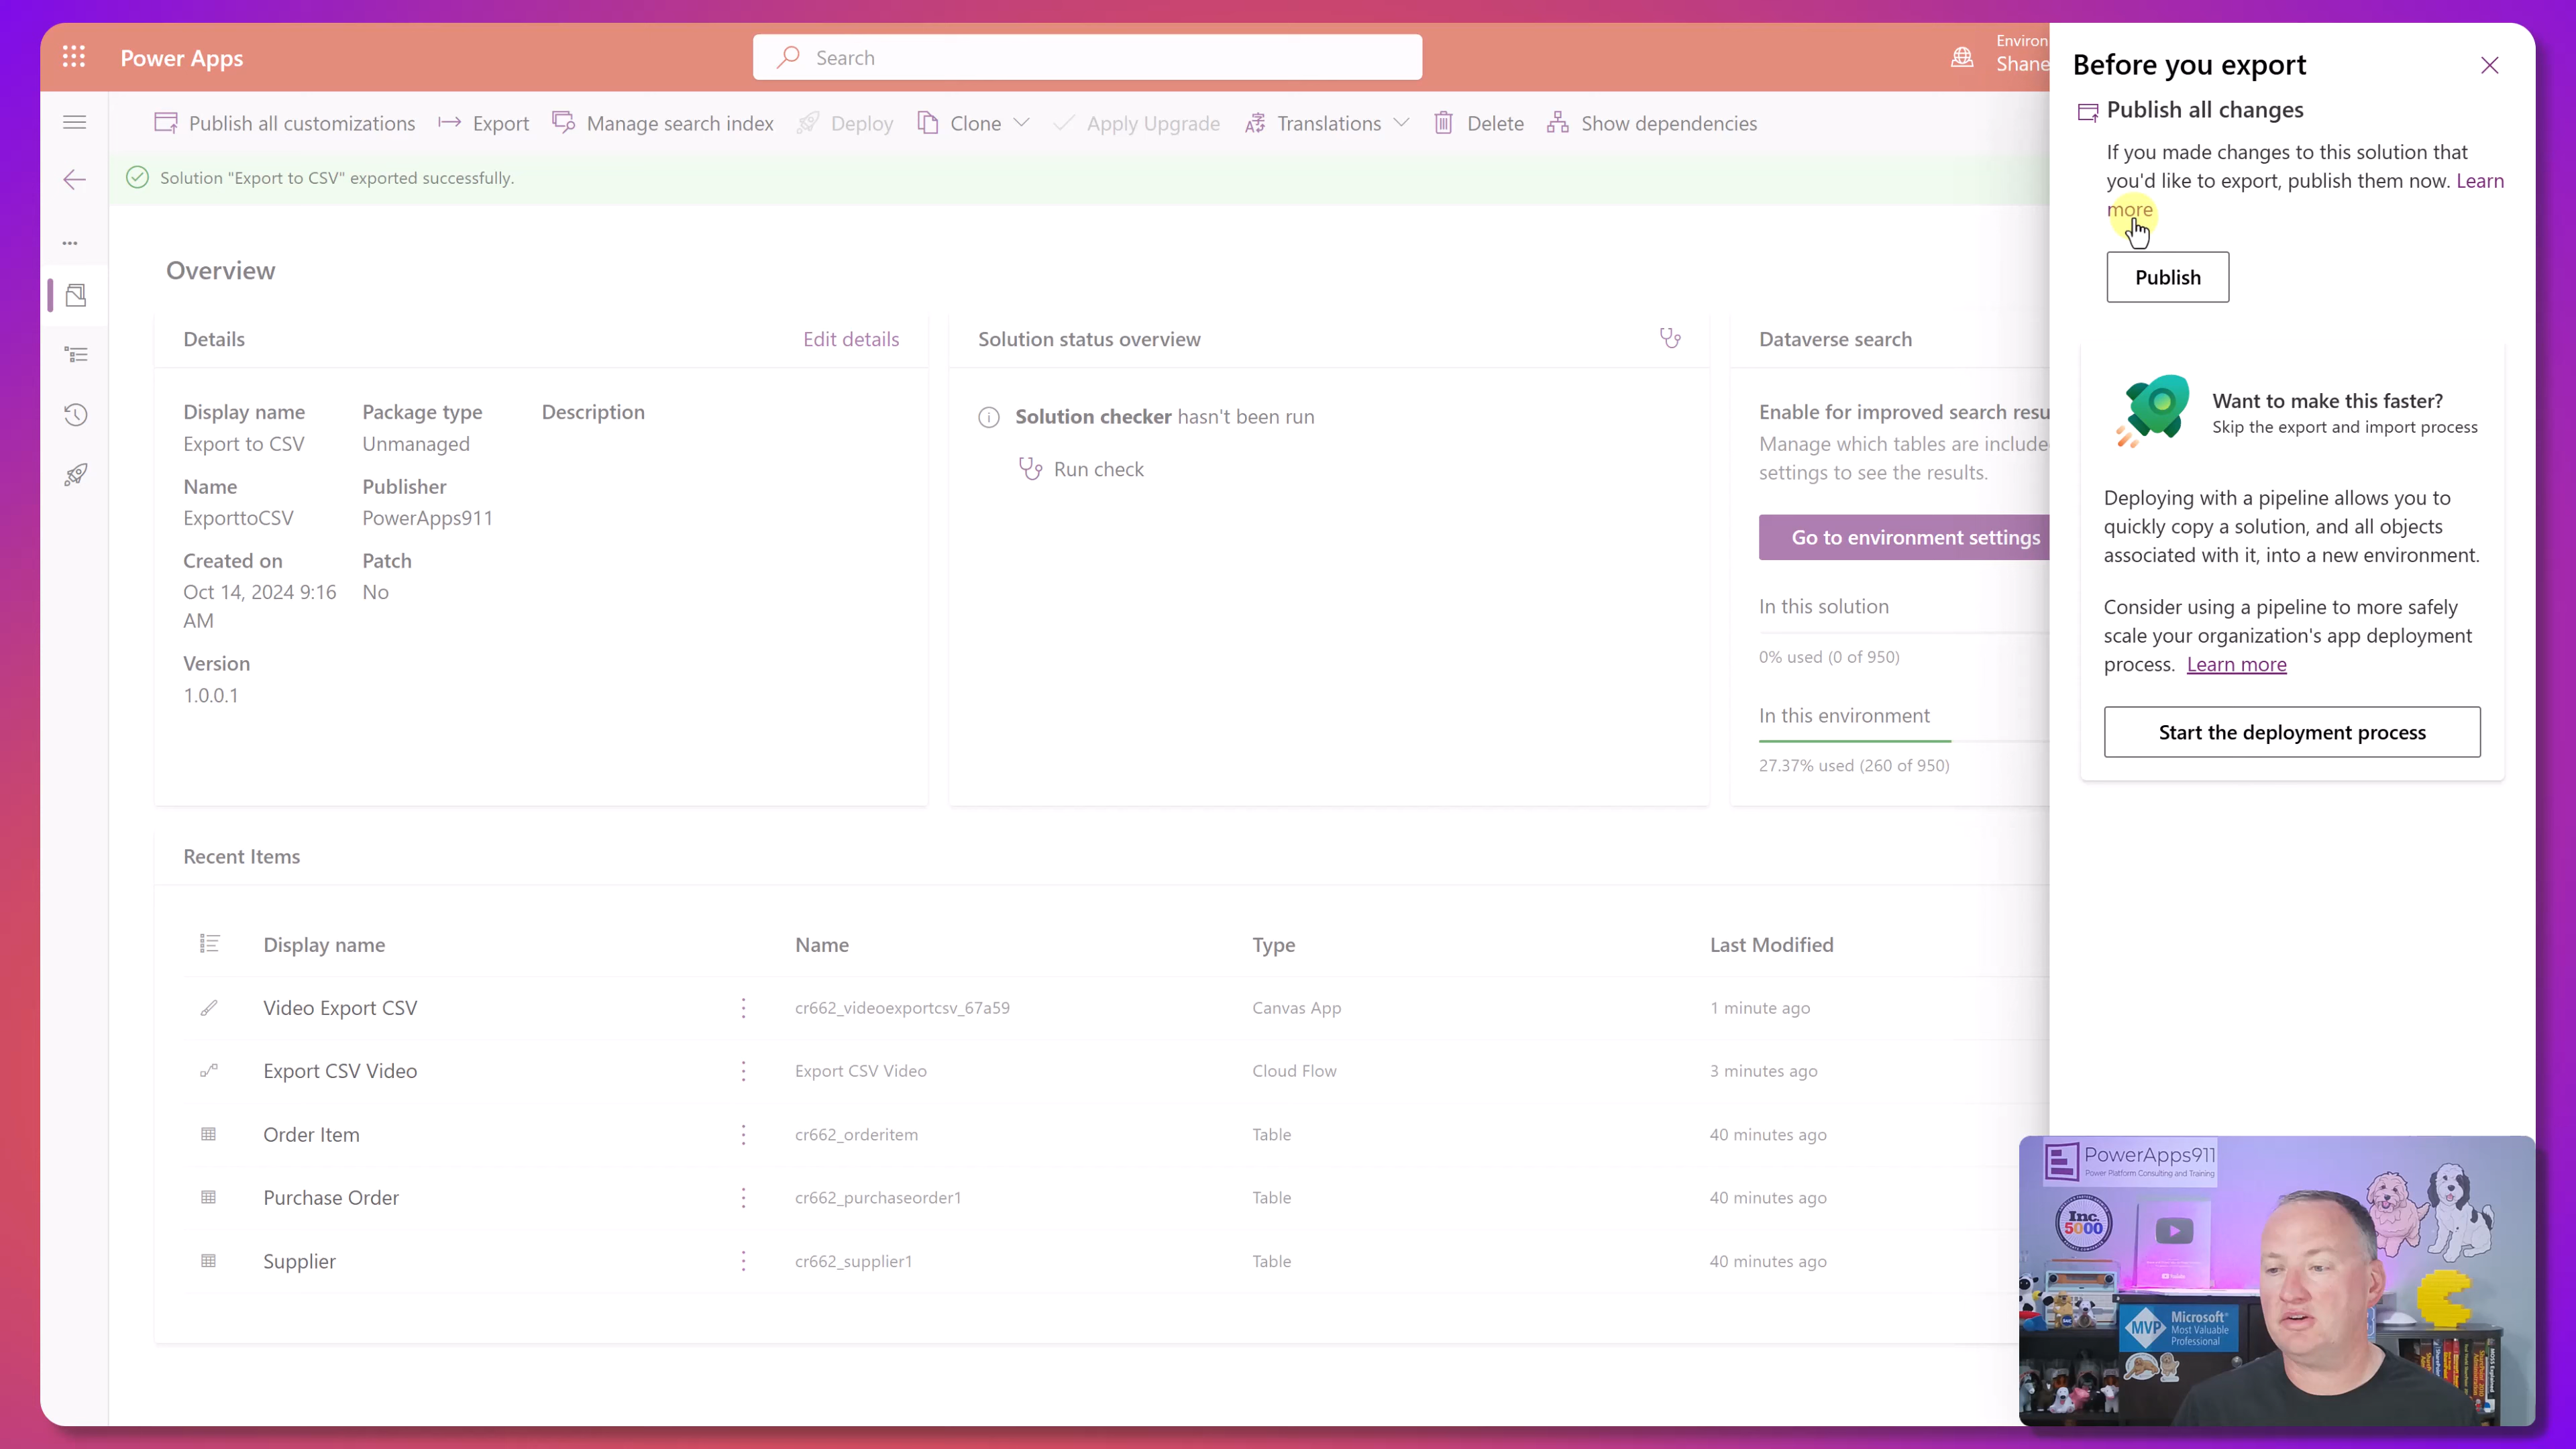 Power Apps
Search
Environ
Shane
Publish all customizations
Export
Manage search index
Deploy
Clone
Apply Upgrade
Translations
Delete
Show dependencies
Solution "Export to CSV" exported successfully.
Overview
Details
Edit details
Display name
Package type
Description
Export to CSV
Unmanaged
Name
Publisher
ExporttoCSV
PowerApps911
Created on
Patch
Oct 14, 2024 9:16
AM
No
Version
1.0.0.1
Solution status overview
Solution checker hasn't been run
Run check
Dataverse search
Enable for improved search resu
Manage which tables are include
settings to see the results.
Go to environment settings
In this solution
0% used (0 of 950)
In this environment
27.37% used (260 of 950)
Recent Items
Display name
Name
Type
Last Modified
Video Export CSV
cr662_videoexportcsv_67a59
Canvas App
1 minute ago
Export CSV Video
Export CSV Video
Cloud Flow
3 minutes ago
Order Item
cr662_orderitem
Table
40 minutes ago
Purchase Order
cr662_purchaseorder1
Table
40 minutes ago
Supplier
cr662_supplier1
Table
40 minutes ago
Before you export
Publish all changes
If you made changes to this solution that
you'd like to export, publish them now. Learn
more
Publish
Want to make this faster?
Skip the export and import process
Deploying with a pipeline allows you to
quickly copy a solution, and all objects
associated with it, into a new environment.
Consider using a pipeline to more safely
scale your organization's app deployment
process. Learn more
Start the deployment process
PowerApps911
Power Platform Consulting and Training
Inc.
5000
MVP
Microsoft
Most Valuable
Professional